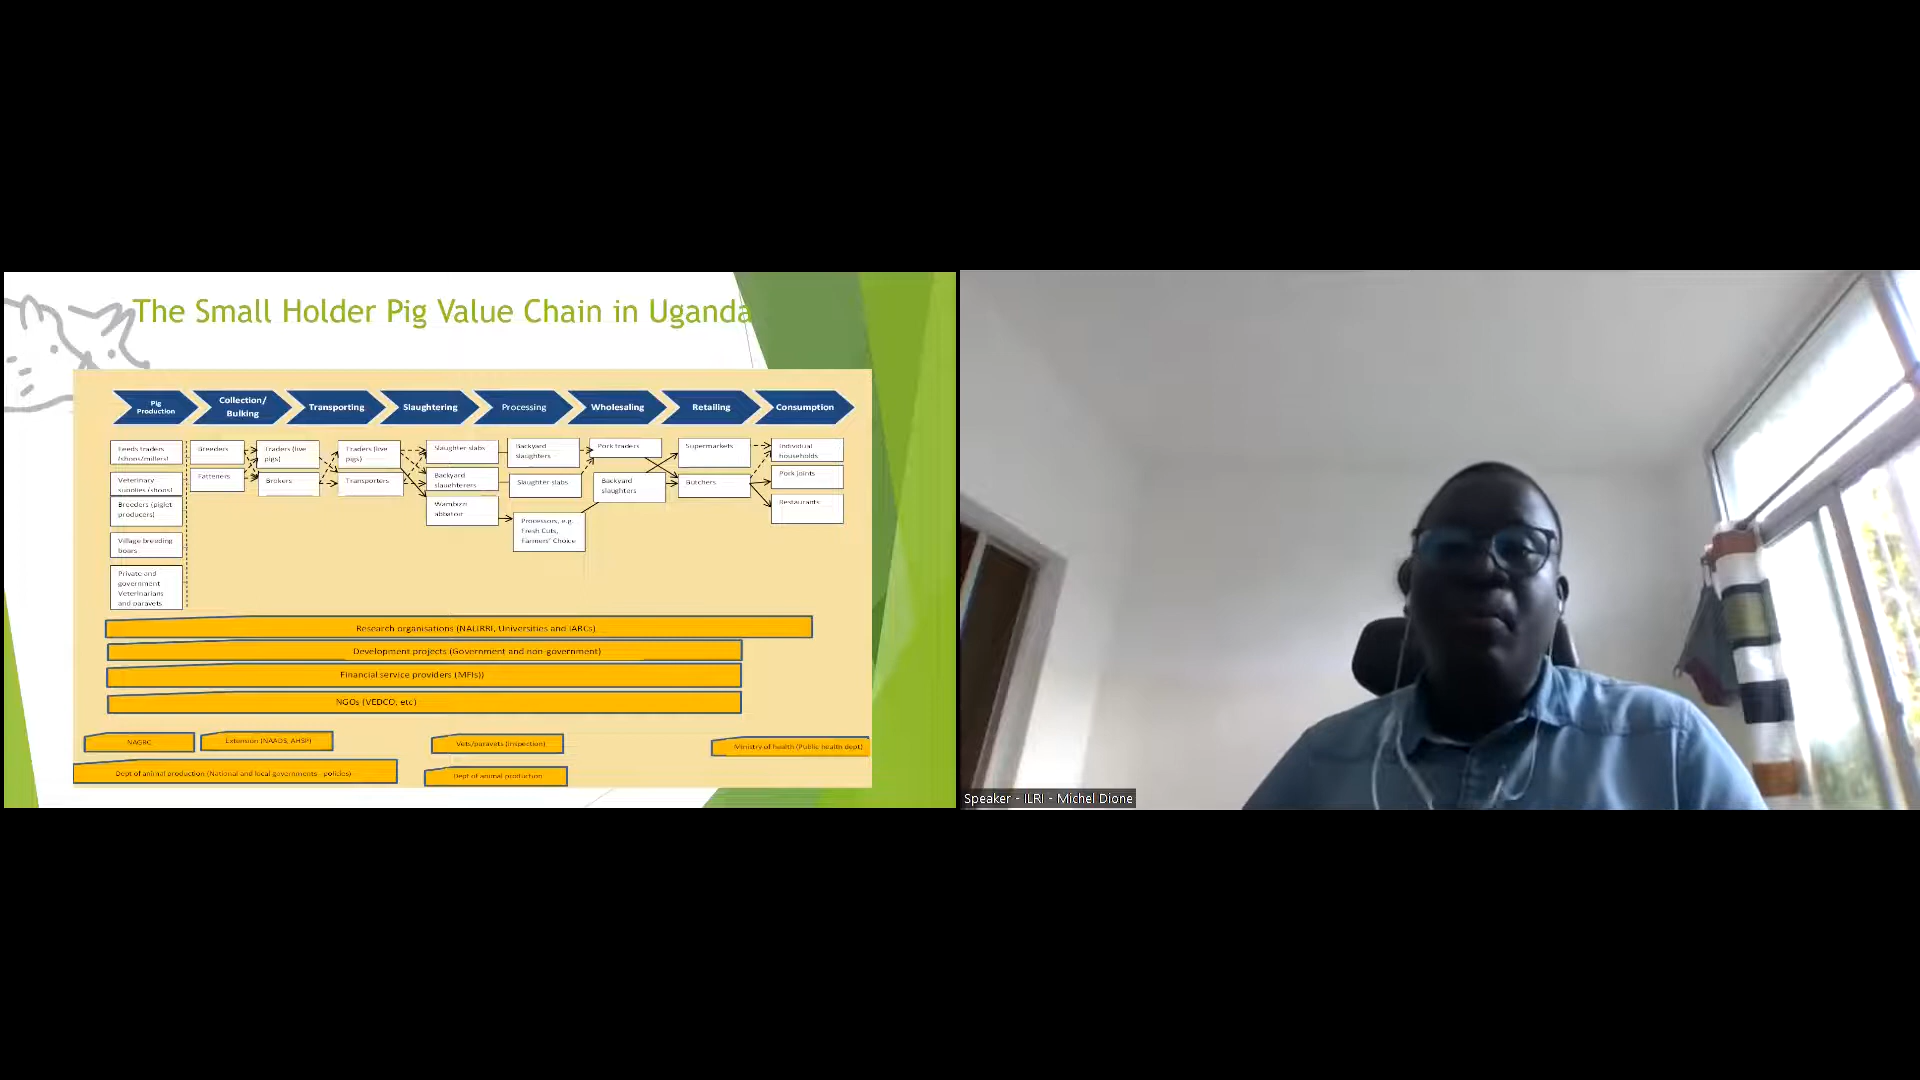 The Small Holder Pig Value Chain in Uganda
Pig
Production
Collection/
Bulking
Transporting
Slaughtering
Processing
Wholesaling
Retailing
Consumption
Feeds traders
(shops/millers)
Veterinary
supplies (shops)
Breeders (piglet
producers)
Village breeding
boars
Private and
government
Veterinarians
and paravets
Breeders
Fatteners
Traders (live
pigs)
Brokers
Traders (live
pigs)
Transporters
Slaughter slabs
Backyard
slaughterers
Wambizzi
abbatoir
Backyard
slaughters
Slaughter slabs
Processors, e.g.
Fresh Cuts,
Farmers' Choice
Pork traders
Backyard
slaughters
Supermarkets
Butchers
Individual
households
Pork joints
Restaurants
Research organisations (NALIRRI, Universities and IARCs)
Development projects (Government and non-government)
Financial service providers (MFIs))
NGOs (VEDCO, etc)
NAGRC
Extension (NAADS, AHSP)
Vets/paravets (inspection)
Ministry of health (Public health dept)
Dept of animal production (National and local governments - policies)
Dept of animal production
Speaker - ILRI - Michel Dione